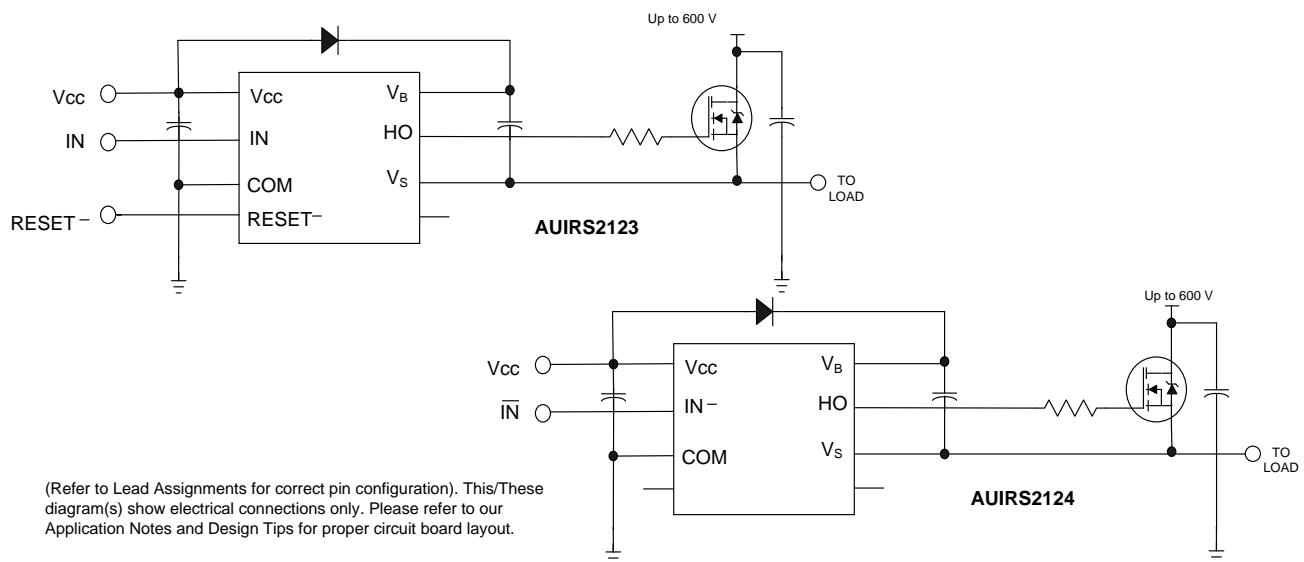 Up to 600 V
Vcc
IN
RESET–
Vcc
IN
COM
RESET–
VB
HO
VS
TO
LOAD
AUIRS2123
Up to 600 V
Vcc
I̅N̅
Vcc
IN–
COM
VB
HO
VS
TO
LOAD
AUIRS2124
(Refer to Lead Assignments for correct pin configuration). This/These
diagram(s) show electrical connections only. Please refer to our
Application Notes and Design Tips for proper circuit board layout.